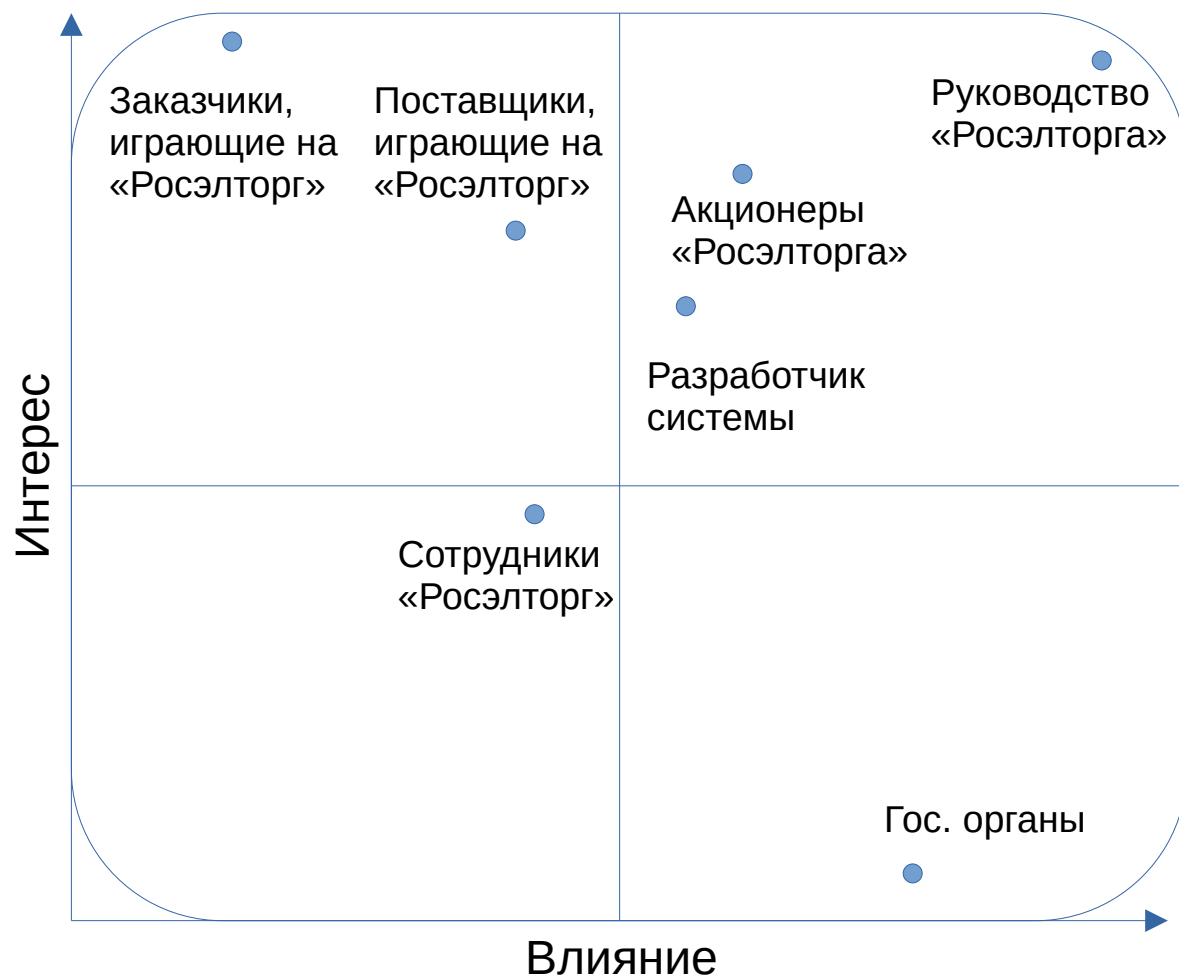 Заказчики,
играющие на
«Росэлторг»
Поставщики,
играющие на
«Росэлторг»
Руководство
«Росэлторга»
Акционеры
«Росэлторга»
Разработчик
системы
Интерес
Сотрудники
«Росэлторг»
Гос. органы
Влияние